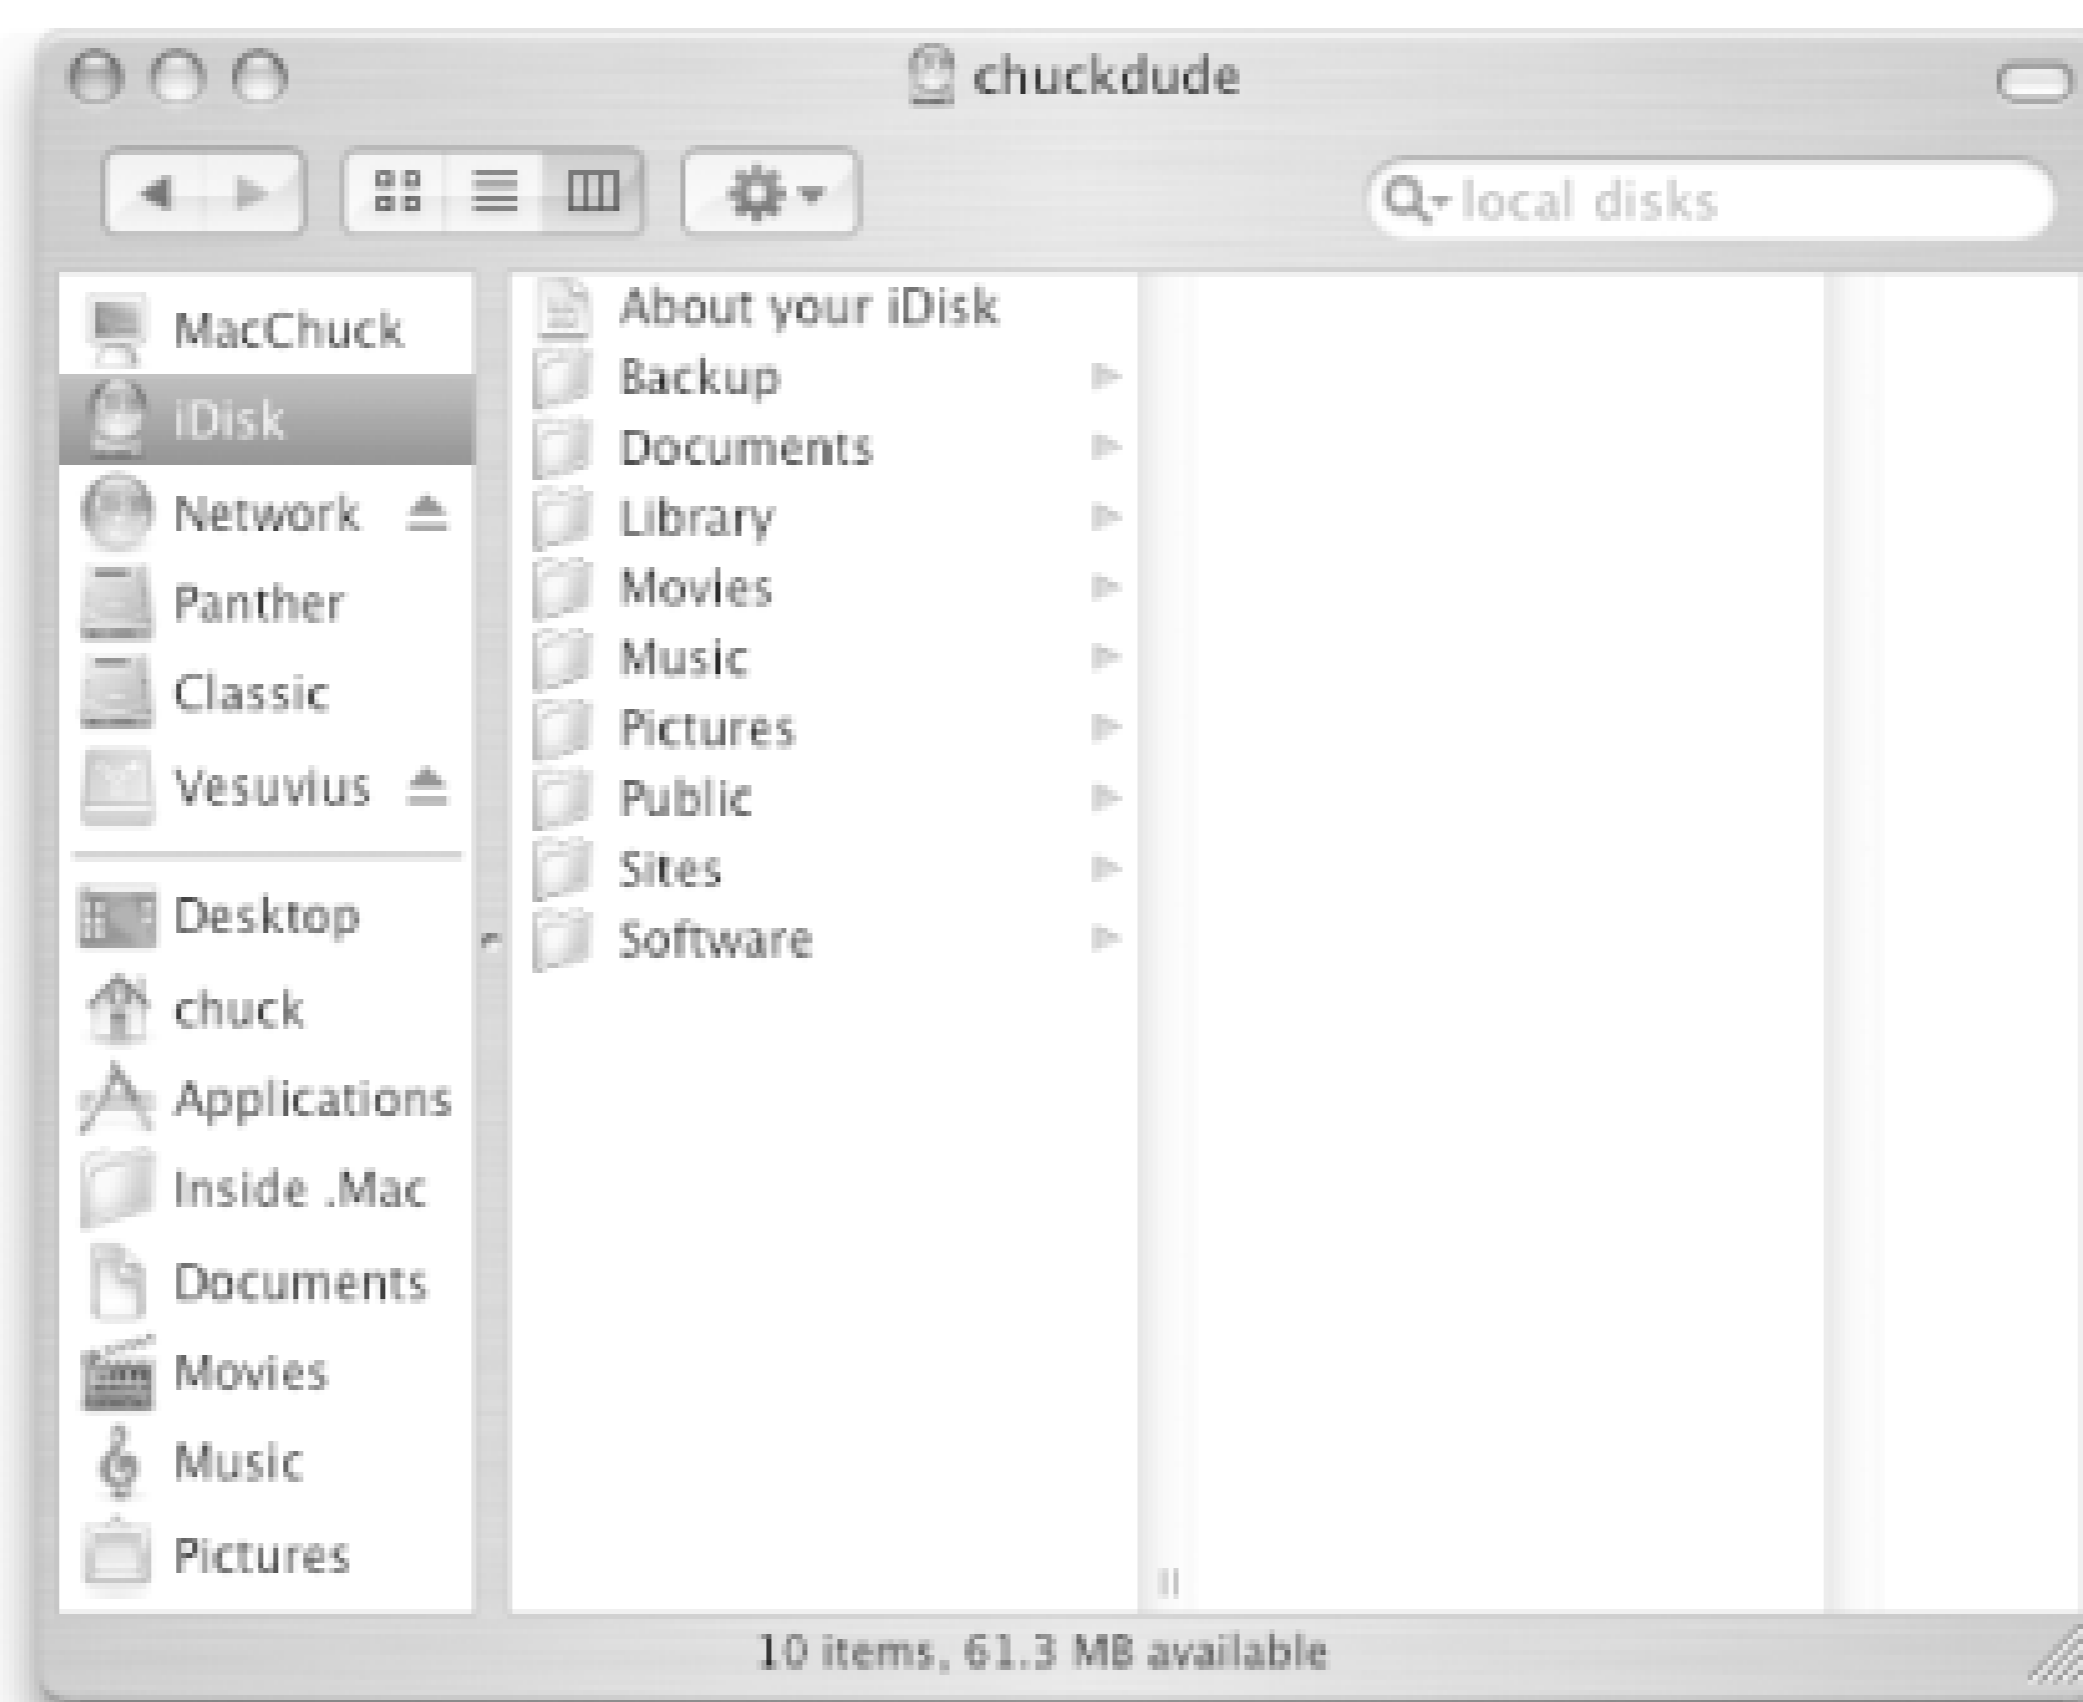 chuckdude
local disks
MacChuck
iDisk
Network
Panther
Classic
Vesuvius
Desktop
chuck
Applications
Inside .Mac
Documents
Movies
Music
Pictures
About your iDisk
Backup
Documents
Library
Movies
Music
Pictures
Public
Sites
Software
10 items, 61.3 MB available